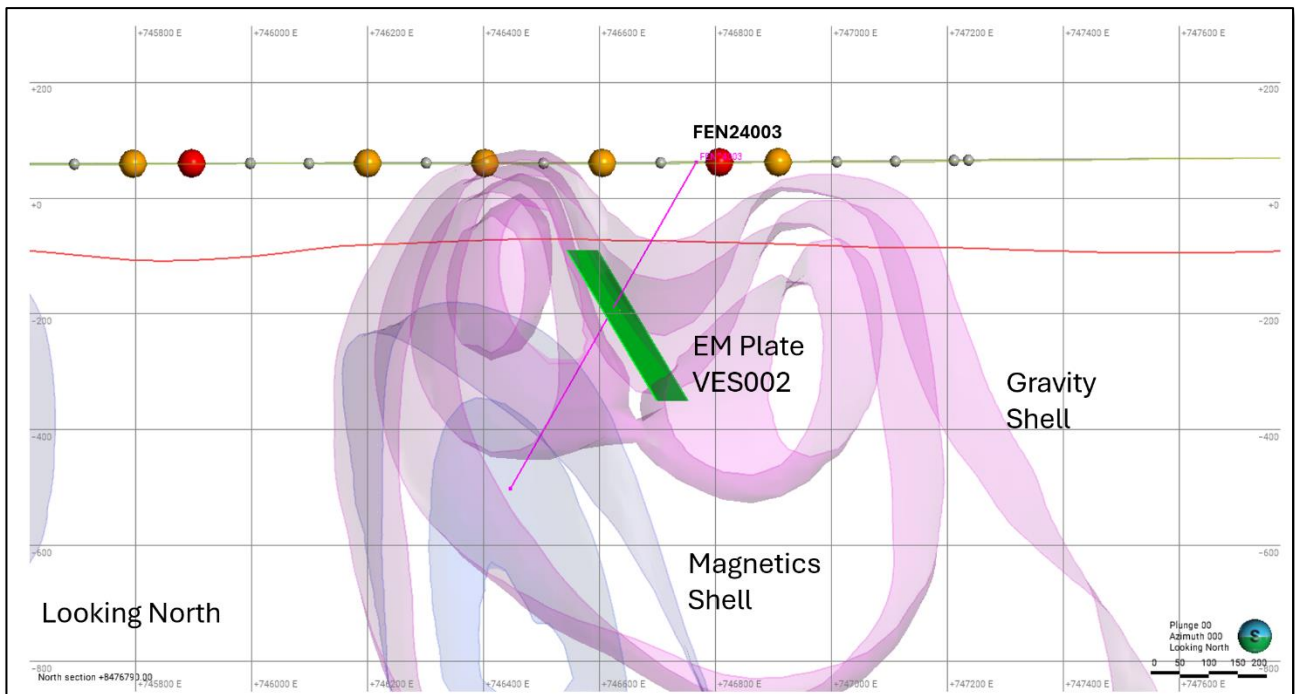 +745800 E +746000 E +746200 E +746400 E +746600 E +746800 E +747000 E +747200 E +747400 E +747600 E
+200 +200
FEN24003
+0 +0
-200 -200
EM Plate
VES002
Gravity
Shell
-400 -400
-600 -600
Magnetics
Shell
Looking North
Plunge 00
Azimuth 000
Looking North
S
0 50 100 150 200
-800 -800
North section +8476790.00
+745800 E +746000 E +746200 E +746400 E +746600 E +746800 E +747000 E +747200 E +747400 E +747600 E